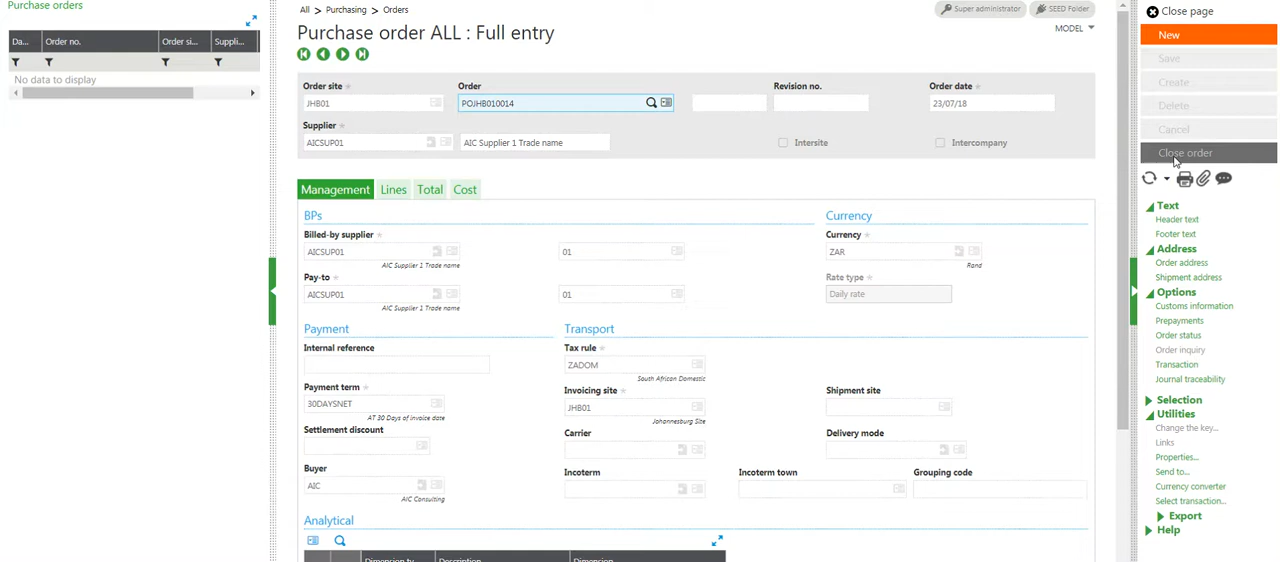 Purchase orders
Da...
Order no.
Order si...
Suppli...
No data to display
All > Purchasing > Orders
Super administrator
SEED Folder
Purchase order ALL : Full entry
MODEL
Order site *
Order
Revision no.
Order date *
JHB01
POJHB010014
23/07/18
Supplier *
AICSUP01
AIC Supplier 1 Trade name
Intersite
Intercompany
Management
Lines
Total
Cost
BPs
Currency
Billed-by supplier *
Currency *
AICSUP01
01
ZAR
AIC Supplier 1 Trade name
Rand
Pay-to *
Rate type *
AICSUP01
01
Daily rate
AIC Supplier 1 Trade name
Payment
Transport
Internal reference
Tax rule *
ZADOM
South African Domestic
Payment term *
Invoicing site *
Shipment site
30DAYSNET
JHB01
AT 30 Days of invoice date
Johannesburg Site
Settlement discount
Carrier
Delivery mode
Buyer
Incoterm
Incoterm town
Grouping code
AIC
AIC Consulting
Analytical
Dimension ty
Description
Dimension
Close page
New
Save
Create
Delete
Cancel
Close order
Text
Header text
Footer text
Address
Order address
Shipment address
Options
Customs information
Prepayments
Order status
Order inquiry
Transaction
Journal traceability
Selection
Utilities
Change the key...
Links
Properties...
Send to...
Currency converter
Select transaction...
Export
Help